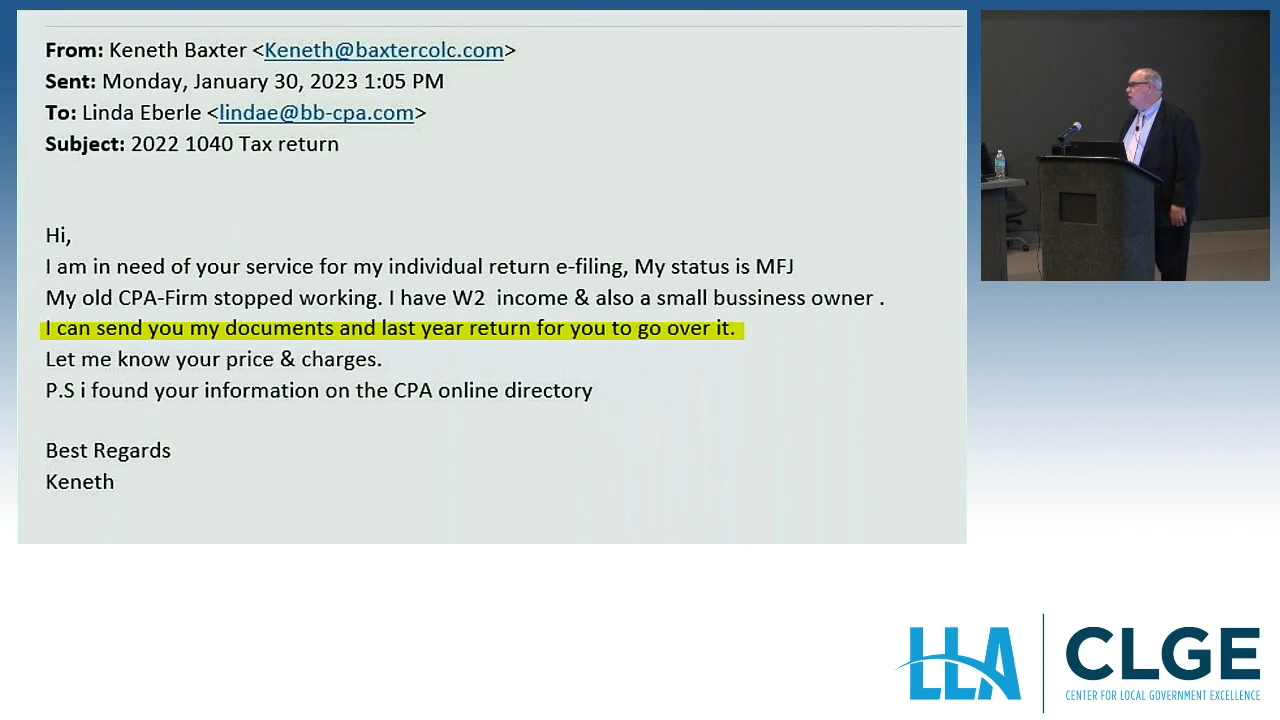 From: Keneth Baxter <Keneth@baxtercolc.com>
Sent: Monday, January 30, 2023 1:05 PM
To: Linda Eberle <lindae@bb-cpa.com>
Subject: 2022 1040 Tax return
Hi,
I am in need of your service for my individual return e-filing, My status is MFJ
My old CPA-Firm stopped working. I have W2  income & also a small bussiness owner .
I can send you my documents and last year return for you to go over it.
Let me know your price & charges.
P.S i found your information on the CPA online directory
Best Regards
Keneth
LLA
CLGE
CENTER FOR LOCAL GOVERNMENT EXCELLENCE